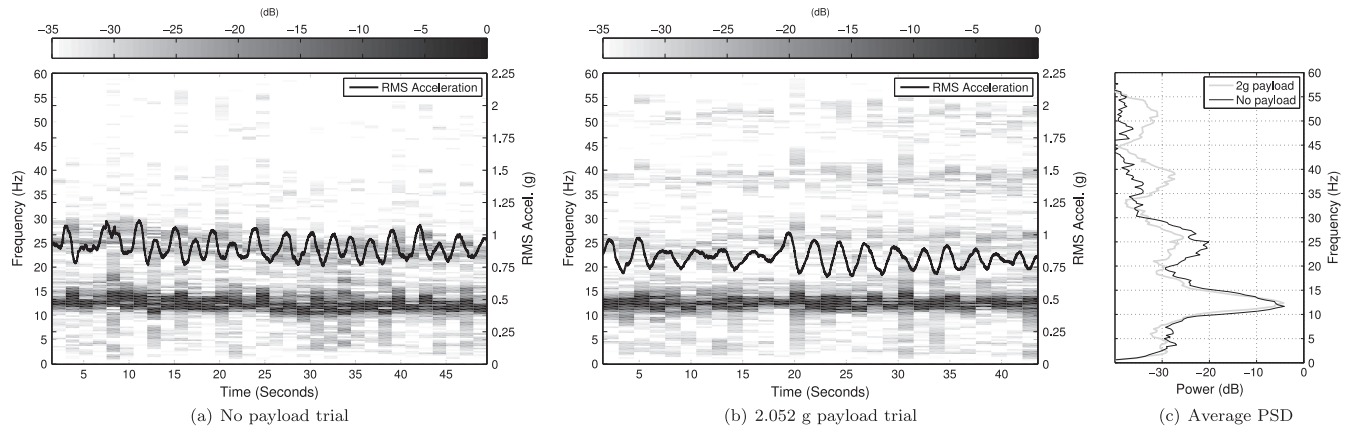 (dB)
−35 −30 −25 −20 −15 −10 −5 0
60
55
50
45
40
35
30
25
20
15
10
5
0
Frequency (Hz)
RMS Acceleration
2.25
2
1.75
1.5
1.25
1
0.75
0.5
0.25
0
RMS Accel. (g)
5 10 15 20 25 30 35 40 45
Time (Seconds)
(a) No payload trial
(dB)
−35 −30 −25 −20 −15 −10 −5 0
60
55
50
45
40
35
30
25
20
15
10
5
0
Frequency (Hz)
RMS Acceleration
2.25
2
1.75
1.5
1.25
1
0.75
0.5
0.25
0
RMS Accel. (g)
5 10 15 20 25 30 35 40
Time (Seconds)
(b) 2.052 g payload trial
2g payload
No payload
60
55
50
45
40
35
30
25
20
15
10
5
0
Frequency (Hz)
−30 −20 −10 0
Power (dB)
(c) Average PSD